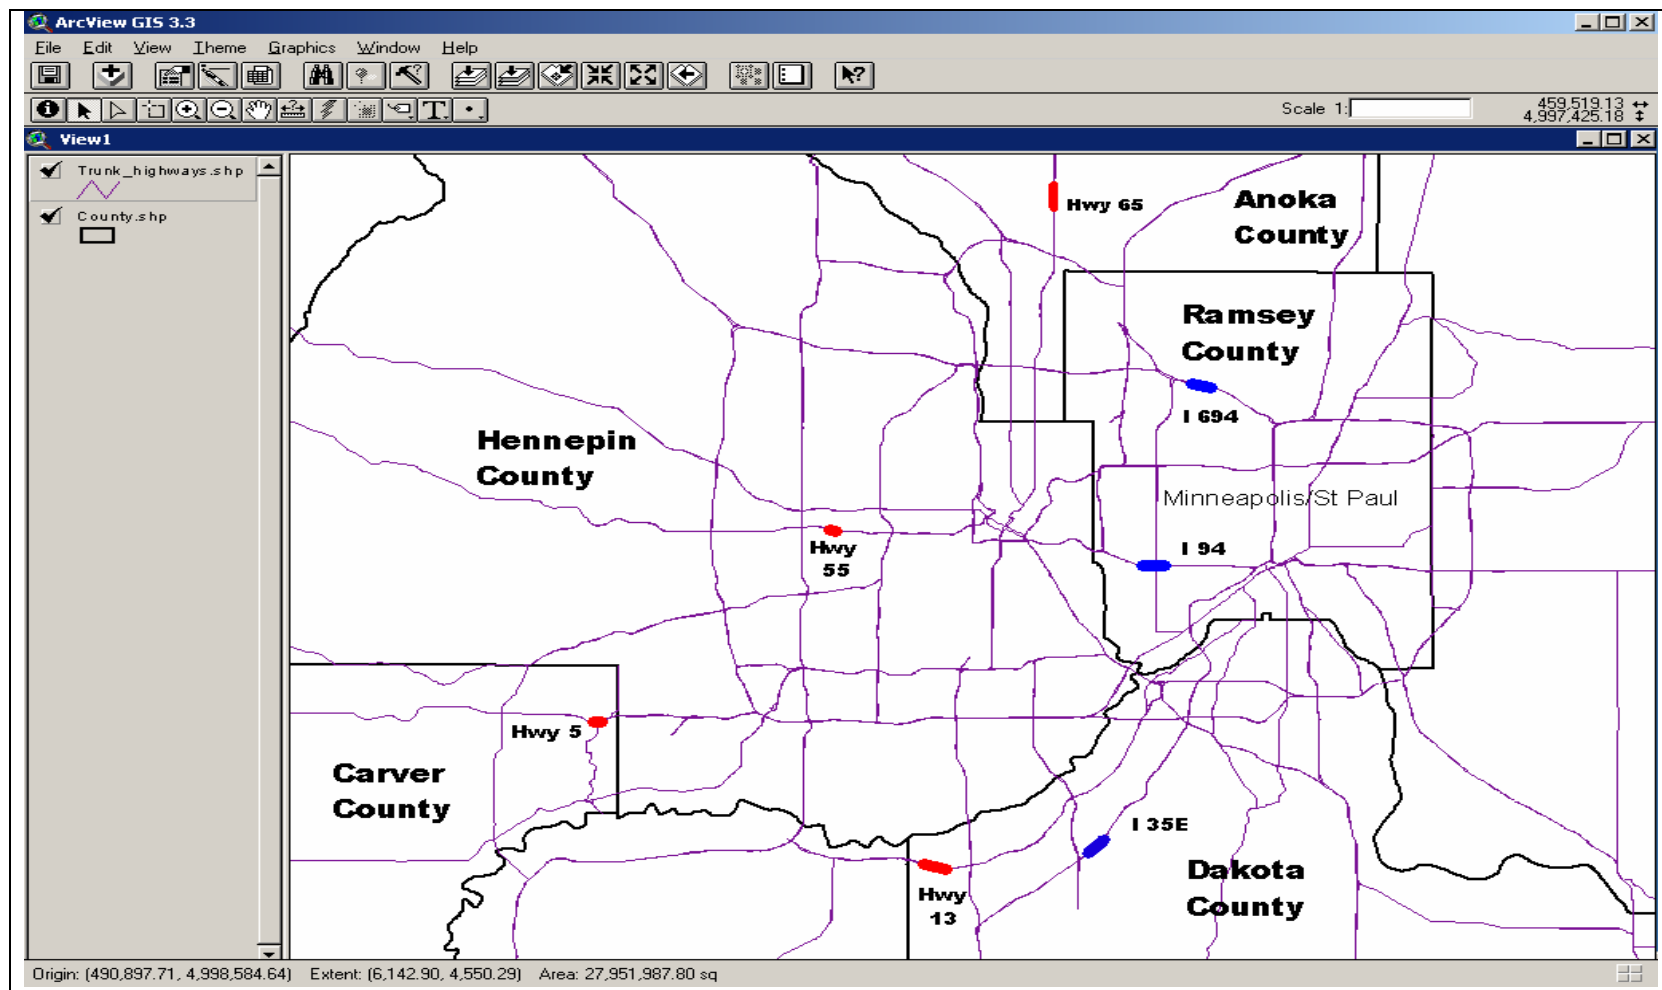 ArcView GIS 3.3
File Edit View Theme Graphics Window Help
Scale 1:
459,519.13
4,997,425.18
View1
Trunk_highways.shp
County.shp
Hwy 65
Anoka
County
Ramsey
County
I 694
Hennepin
County
Minneapolis/St Paul
Hwy
55
I 94
Hwy 5
Carver
County
I 35E
Dakota
County
Hwy
13
Origin: (490,897.71, 4,998,584.64) Extent: (6,142.90, 4,550.29) Area: 27,951,987.80 sq